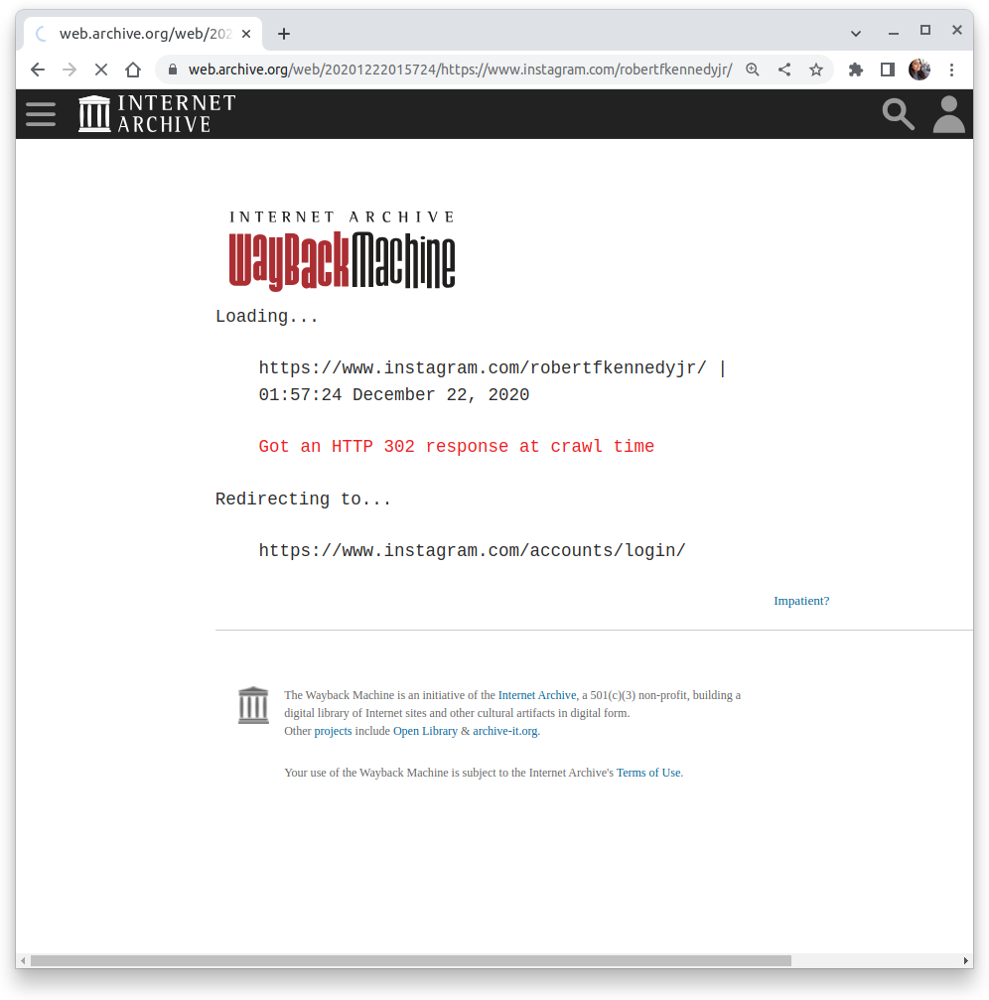 web.archive.org/web/202
web.archive.org/web/20201222015724/https://www.instagram.com/robertfkennedyjr/
INTERNET
ARCHIVE
INTERNET ARCHIVE
WayBackMachine
Loading...
https://www.instagram.com/robertfkennedyjr/ |
01:57:24 December 22, 2020
Got an HTTP 302 response at crawl time
Redirecting to...
https://www.instagram.com/accounts/login/
Impatient?
The Wayback Machine is an initiative of the Internet Archive, a 501(c)(3) non-profit, building a
digital library of Internet sites and other cultural artifacts in digital form.
Other projects include Open Library & archive-it.org.
Your use of the Wayback Machine is subject to the Internet Archive's Terms of Use.